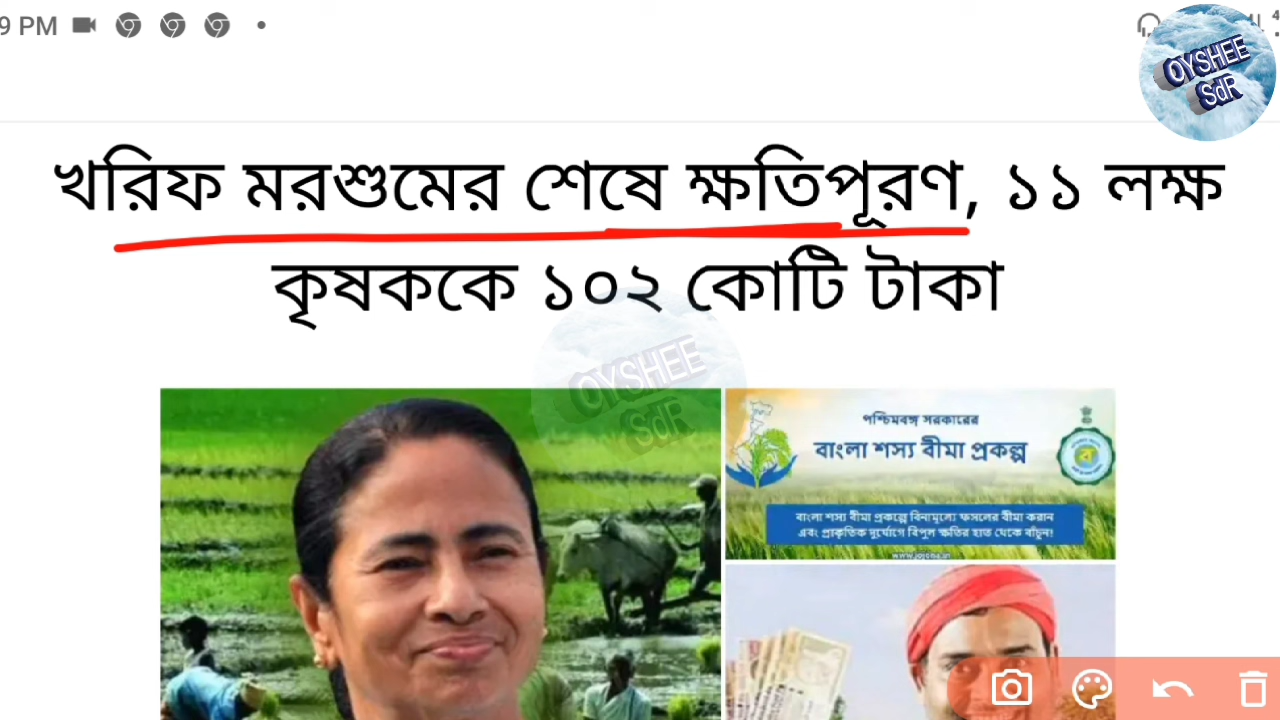 9 PM
OYSHEE
SdR
খরিফ মরশুমের শেষে ক্ষতিপূরণ, ১১ লক্ষ
কৃষককে ১০২ কোটি টাকা
OYSHEE
SdR
পশ্চিমবঙ্গ সরকারের
বাংলা শস্য বীমা প্রকল্প
বাংলা শস্য বীমা প্রকল্পে বিনামূল্যে ফসলের বীমা করান
এবং প্রাকৃতিক দুর্যোগে বিপুল ক্ষতির হাত থেকে বাঁচুন!